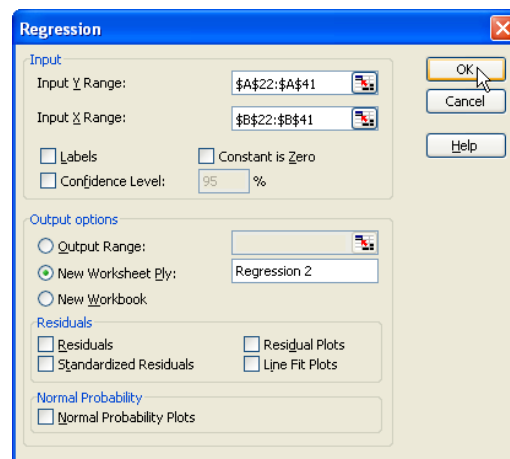 Regression
Input
Input Y Range:
$A$22:$A$41
Input X Range:
$B$22:$B$41
Labels
Constant is Zero
Confidence Level:
95 %
OK
Cancel
Help
Output options
Output Range:
New Worksheet Ply:
Regression 2
New Workbook
Residuals
Residuals
Residual Plots
Standardized Residuals
Line Fit Plots
Normal Probability
Normal Probability Plots